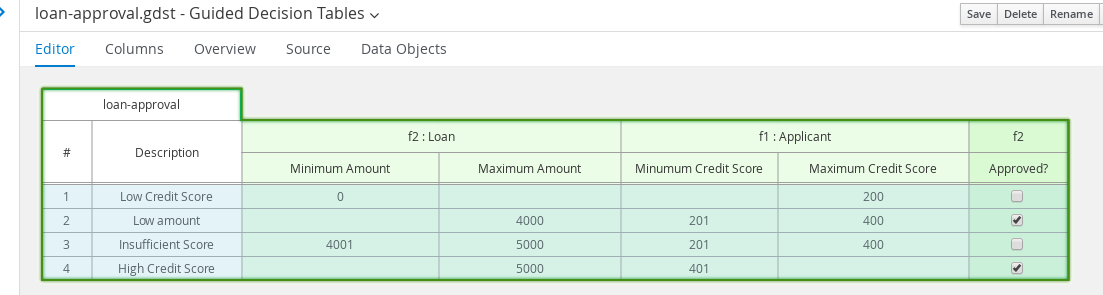 loan-approval.gdst - Guided Decision Tables
Save Delete Rename
Editor Columns Overview Source Data Objects
loan-approval
# Description f2 : Loan f1 : Applicant f2
Minimum Amount Maximum Amount Minumum Credit Score Maximum Credit Score Approved?
1 Low Credit Score 0 200
2 Low amount 4000 201 400
3 Insufficient Score 4001 5000 201 400
4 High Credit Score 5000 401